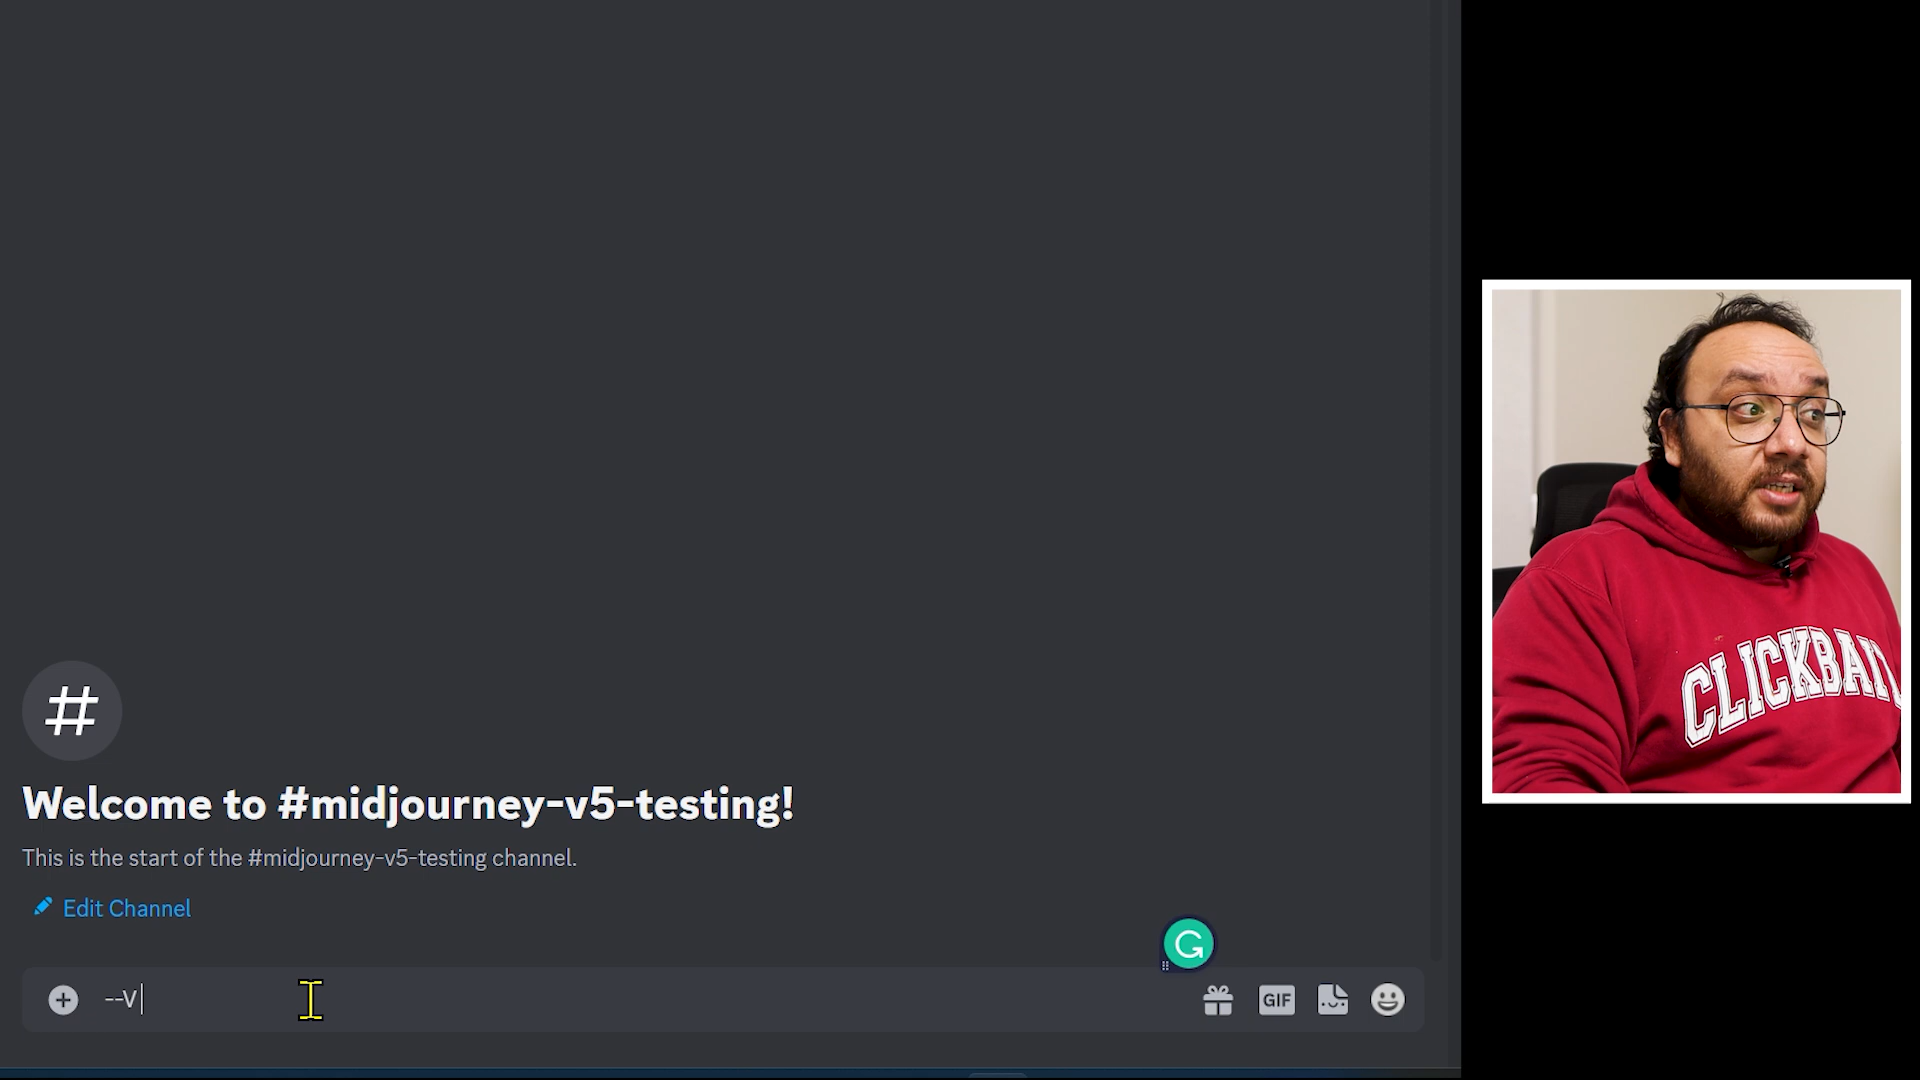 Welcome to #midjourney-v5-testing!
This is the start of the #midjourney-v5-testing channel.
Edit Channel
--V
GIF
CLICKBAIT